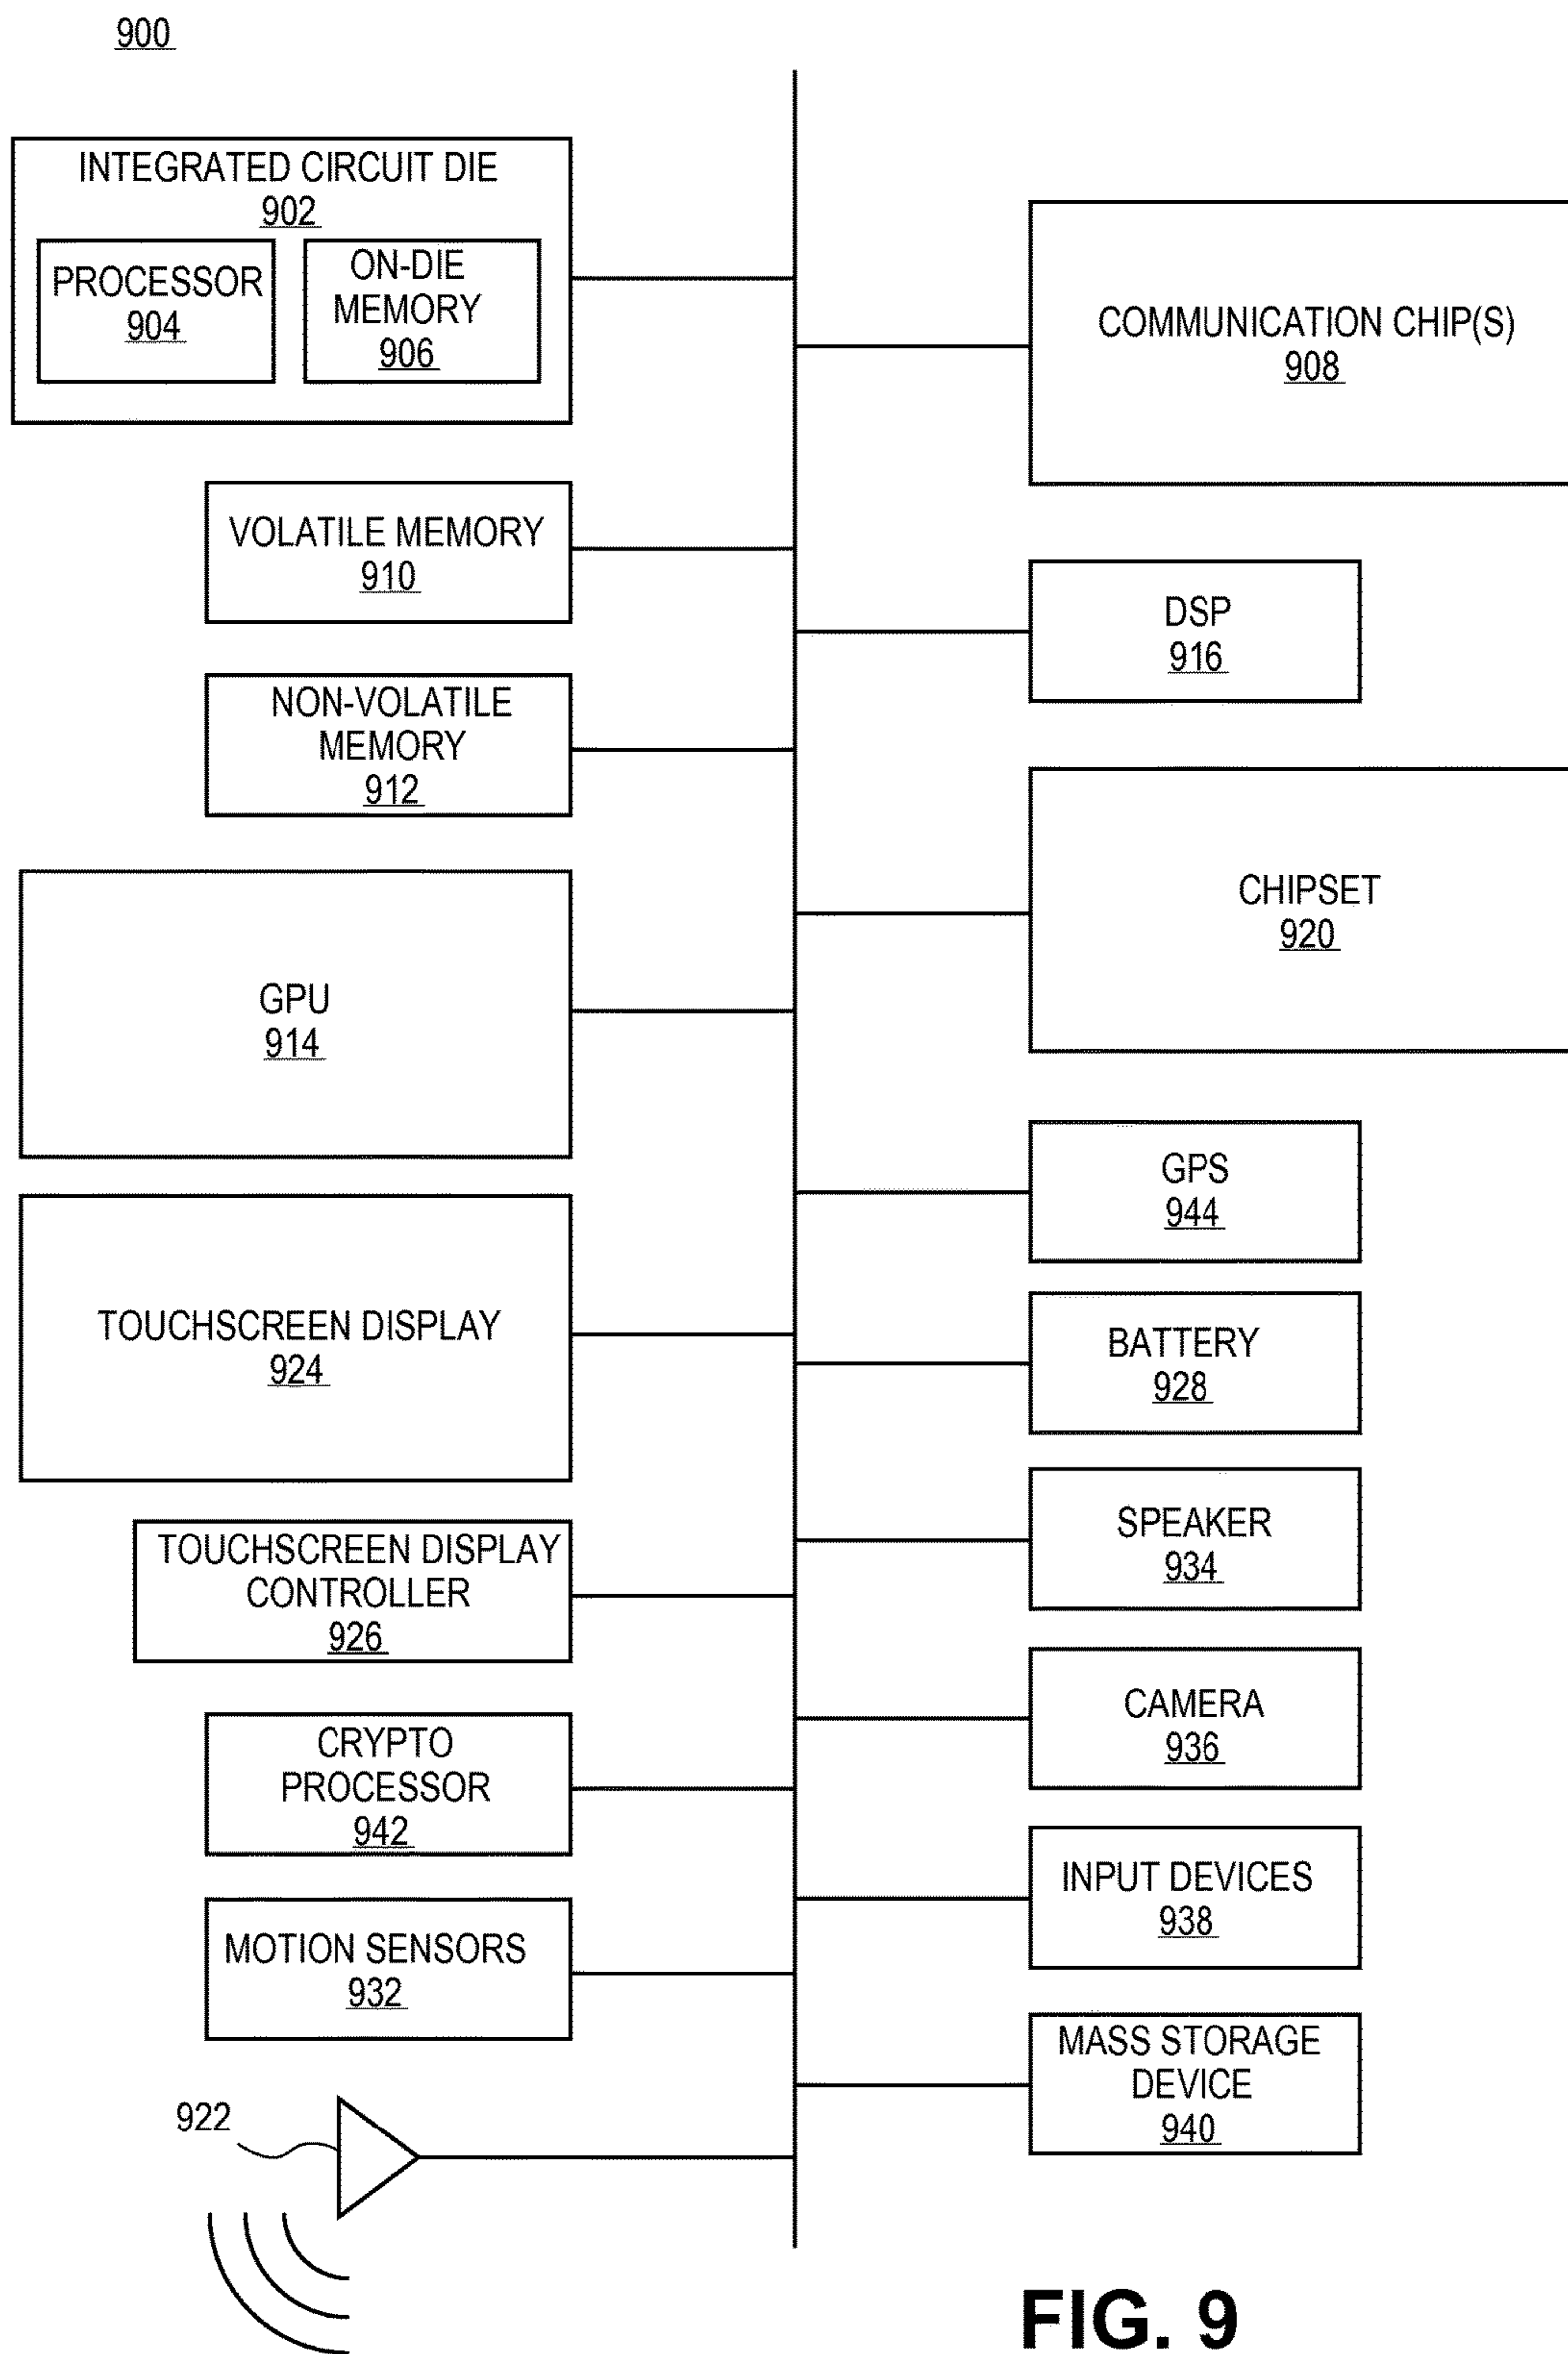 900
INTEGRATED CIRCUIT DIE
902
PROCESSOR
904
ON-DIE
MEMORY
906
COMMUNICATION CHIP(S)
908
VOLATILE MEMORY
910
DSP
916
NON-VOLATILE
MEMORY
912
CHIPSET
920
GPU
914
GPS
944
TOUCHSCREEN DISPLAY
924
BATTERY
928
SPEAKER
934
TOUCHSCREEN DISPLAY
CONTROLLER
926
CAMERA
936
CRYPTO
PROCESSOR
942
INPUT DEVICES
938
MOTION SENSORS
932
MASS STORAGE
DEVICE
940
922
FIG. 9